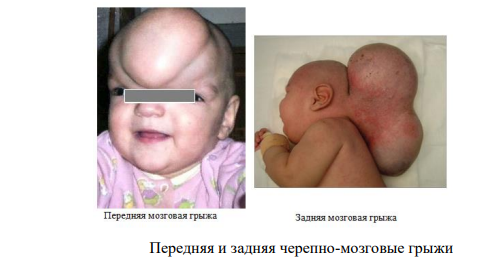 Передняя мозговая грыжа
Задняя мозговая грыжа
Передняя и задняя черепно-мозговые грыжи